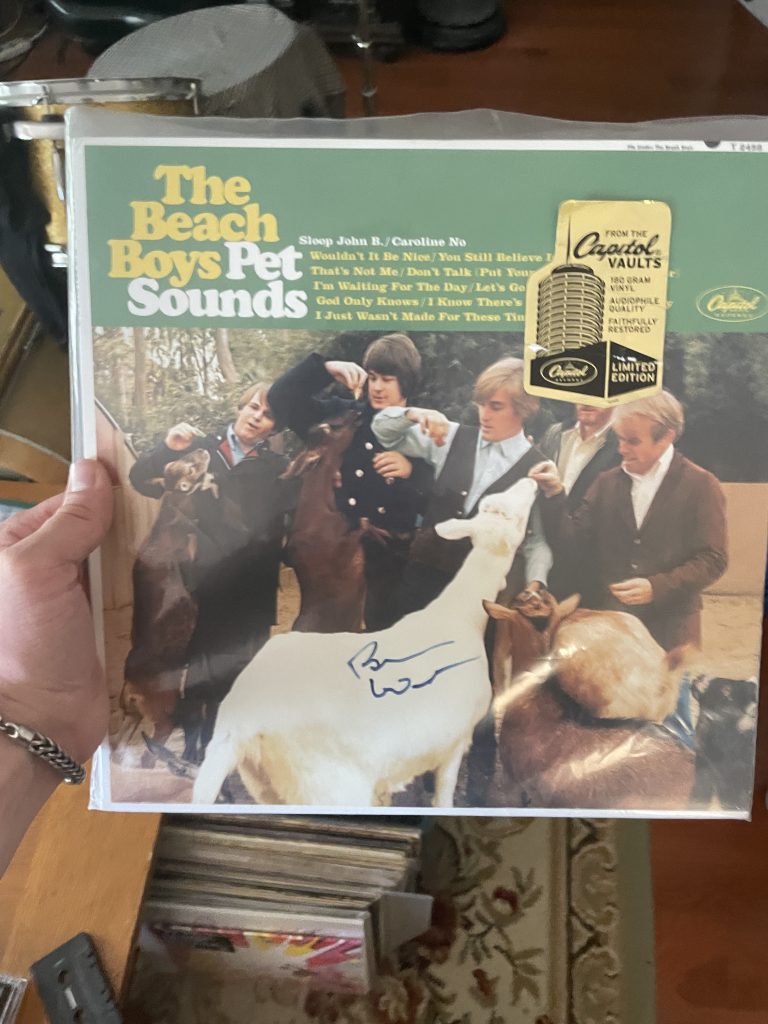 T 2458
The
Beach
Boys Pet
Sounds
Sloop John B./Caroline No
Wouldn't It Be Nice/You Still Believe
That's Not Me/Don't Talk/Put Your
I'm Waiting For The Day/Let's Go
God Only Knows/I Know There's
I Just Wasn't Made For These
FROM THE
Capitol®
VAULTS
180 GRAM
VINYL
AUDIOPHILE
QUALITY
FAITHFULLY
RESTORED
Capitol
RECORDS
LIMITED
EDITION
Capitol
RECORDS